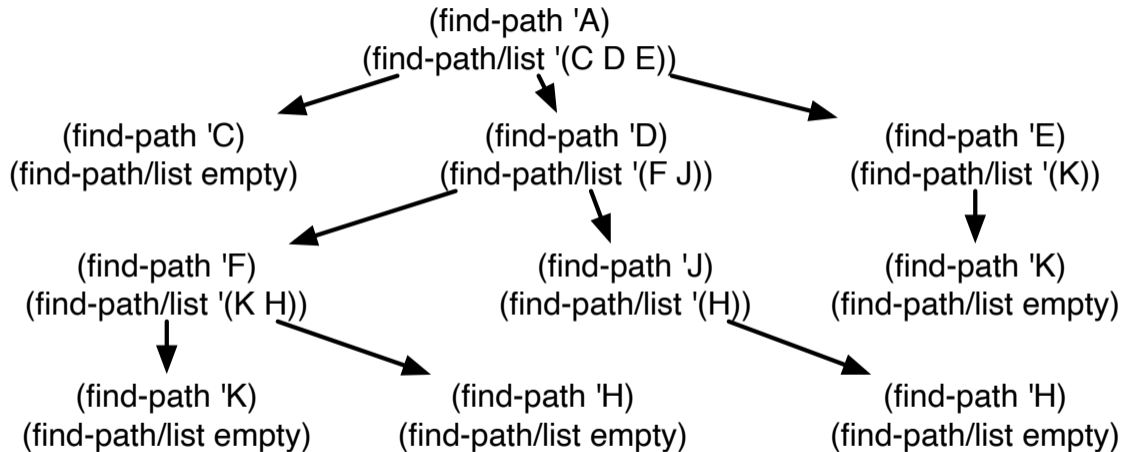 (find-path 'A)
(find-path/list '(C D E))
(find-path 'C)
(find-path/list empty)
(find-path 'D)
(find-path/list '(F J))
(find-path 'E)
(find-path/list '(K))
(find-path 'F)
(find-path/list '(K H))
(find-path 'J)
(find-path/list '(H))
(find-path 'K)
(find-path/list empty)
(find-path 'K)
(find-path/list empty)
(find-path 'H)
(find-path/list empty)
(find-path 'H)
(find-path/list empty)